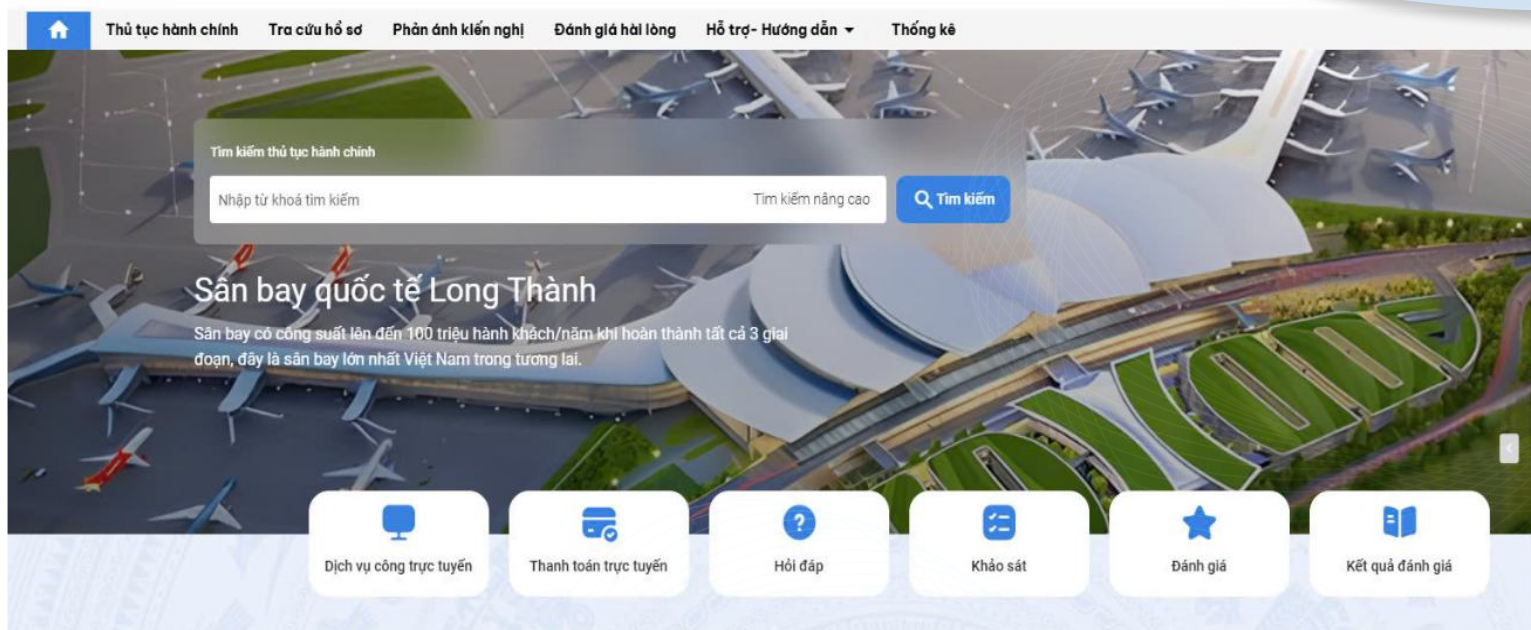 Thủ tục hành chính Tra cứu hồ sơ Phản ánh kiến nghị Đánh giá hài lòng Hỗ trợ- Hướng dẫn Thống kê
Tìm kiếm thủ tục hành chính
Nhập từ khoá tìm kiếm Tìm kiếm nâng cao Tìm kiếm
Sân bay quốc tế Long Thành
Sân bay có công suất lên đến 100 triệu hành khách/năm khi hoàn thành tất cả 3 giai
đoạn, đây là sân bay lớn nhất Việt Nam trong tương lai.
Dịch vụ công trực tuyến Thanh toán trực tuyến Hỏi đáp Khảo sát Đánh giá Kết quả đánh giá